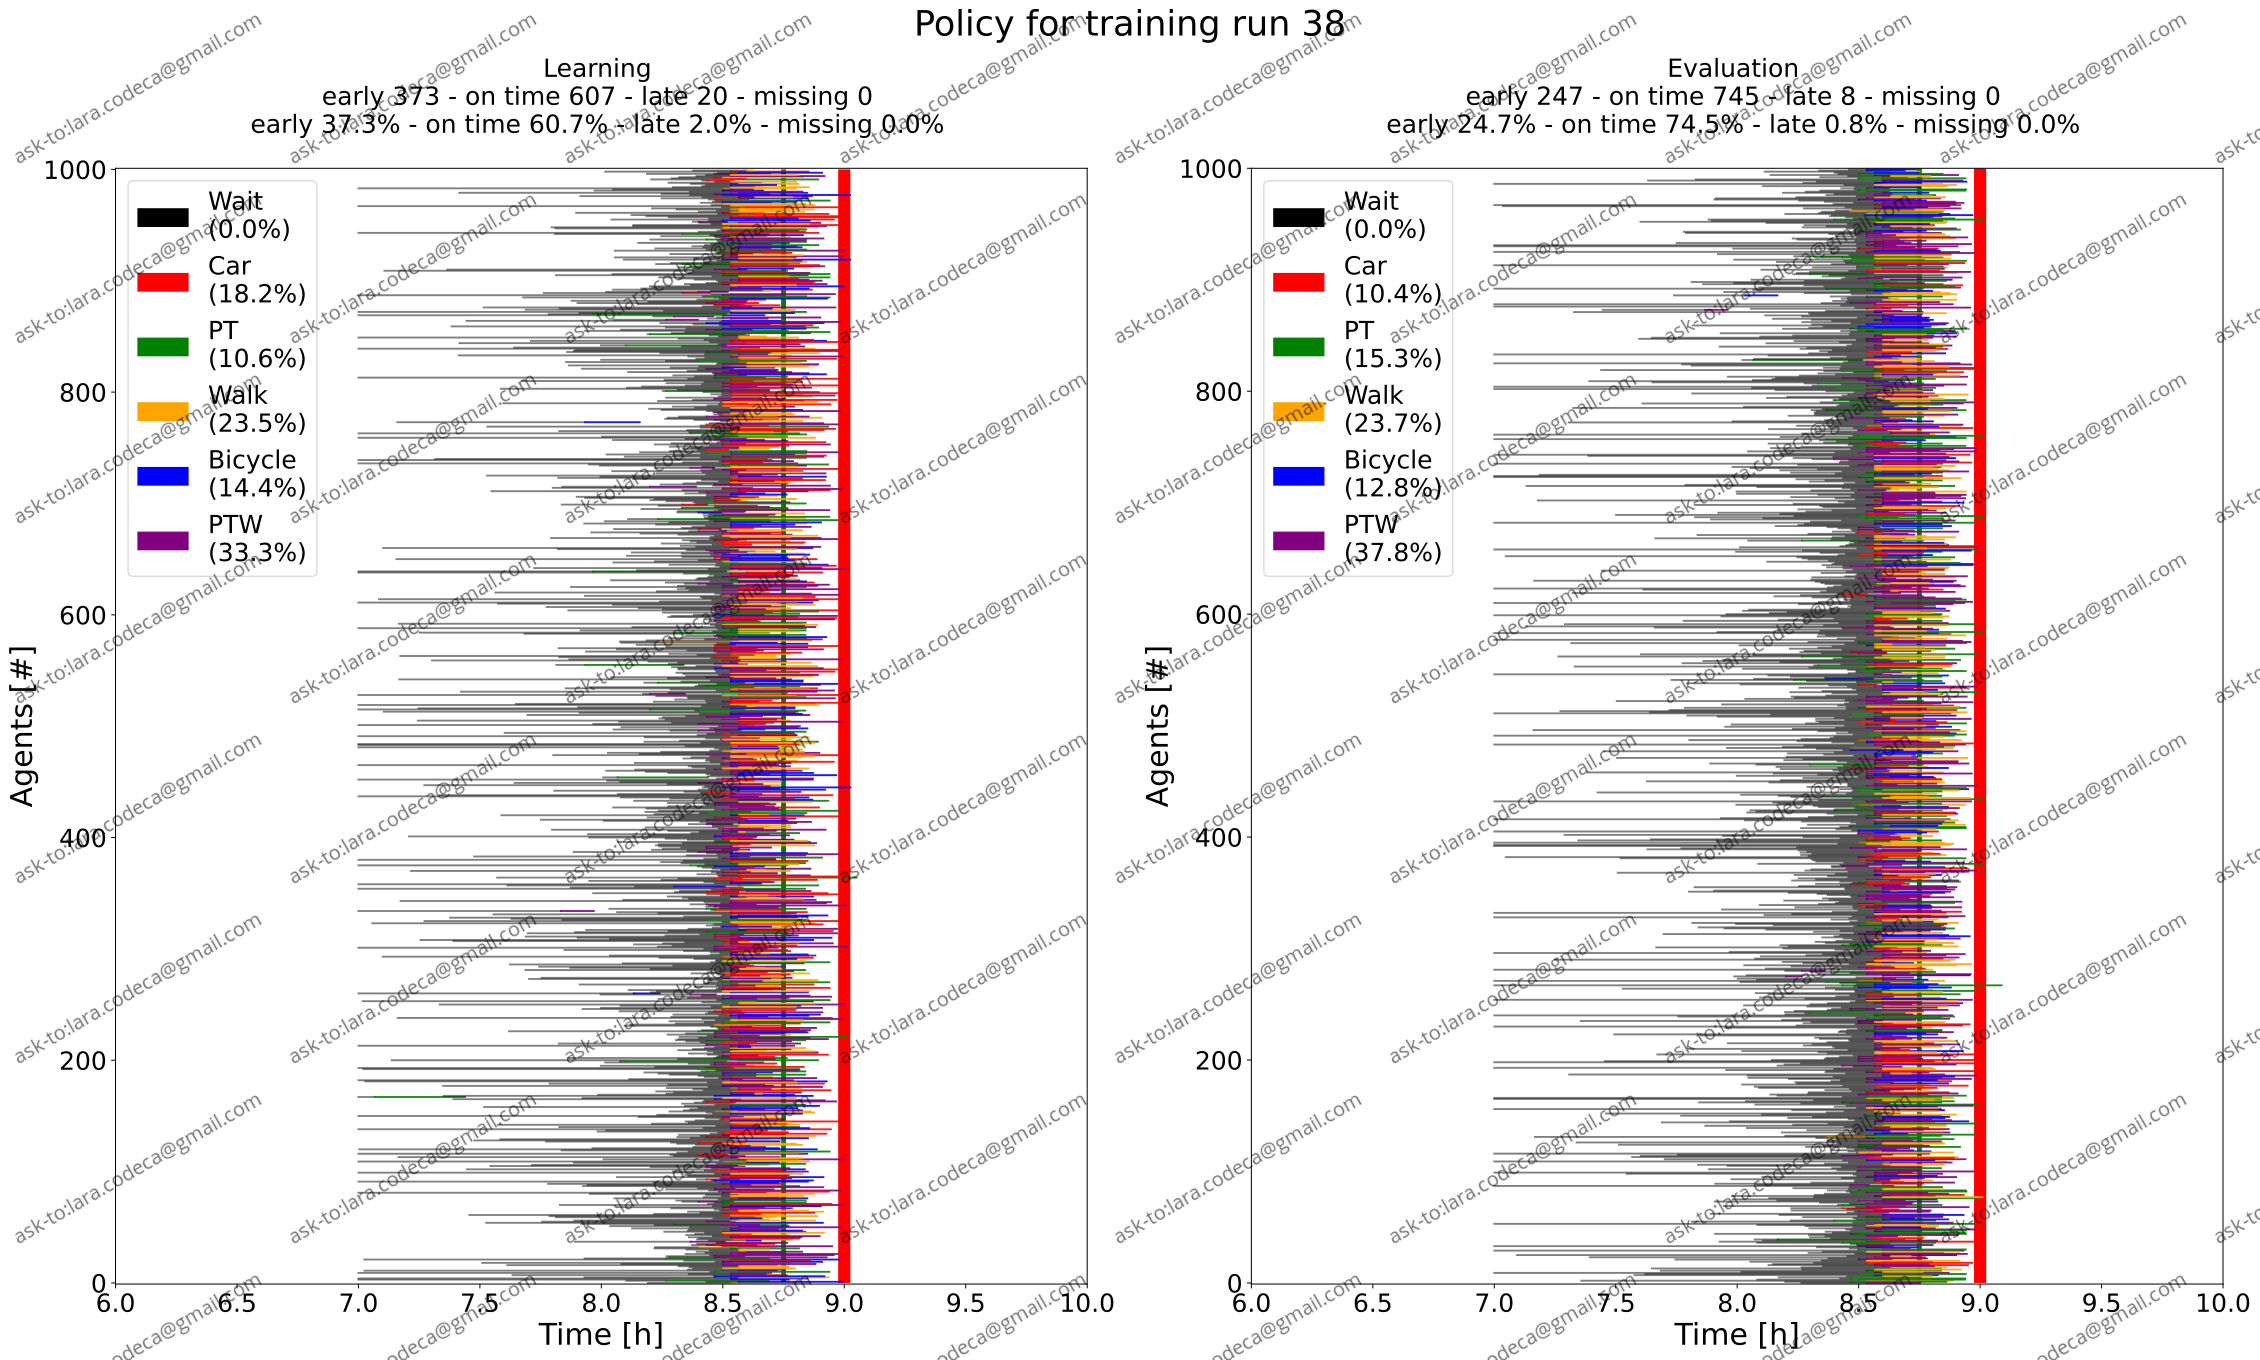 Policy for training run 38
Learning
early 373 - on time 607 - late 20 - missing 0
early 37.3% - on time 60.7% - late 2.0% - missing 0.0%
Agents [#]
1000
800
600
400
200
0
Wait
(0.0%)
Car
(18.2%)
PT
(10.6%)
Walk
(23.5%)
Bicycle
(14.4%)
PTW
(33.3%)
6.0 6.5 7.0 7.5 8.0 8.5 9.0 9.5 10.0
Time [h]
Evaluation
early 247 - on time 745 - late 8 - missing 0
early 24.7% - on time 74.5% - late 0.8% - missing 0.0%
Agents [#]
1000
800
600
400
200
0
Wait
(0.0%)
Car
(10.4%)
PT
(15.3%)
Walk
(23.7%)
Bicycle
(12.8%)
PTW
(37.8%)
6.0 6.5 7.0 7.5 8.0 8.5 9.0 9.5 10.0
Time [h]
ask-to:lara.codeca@gmail.com